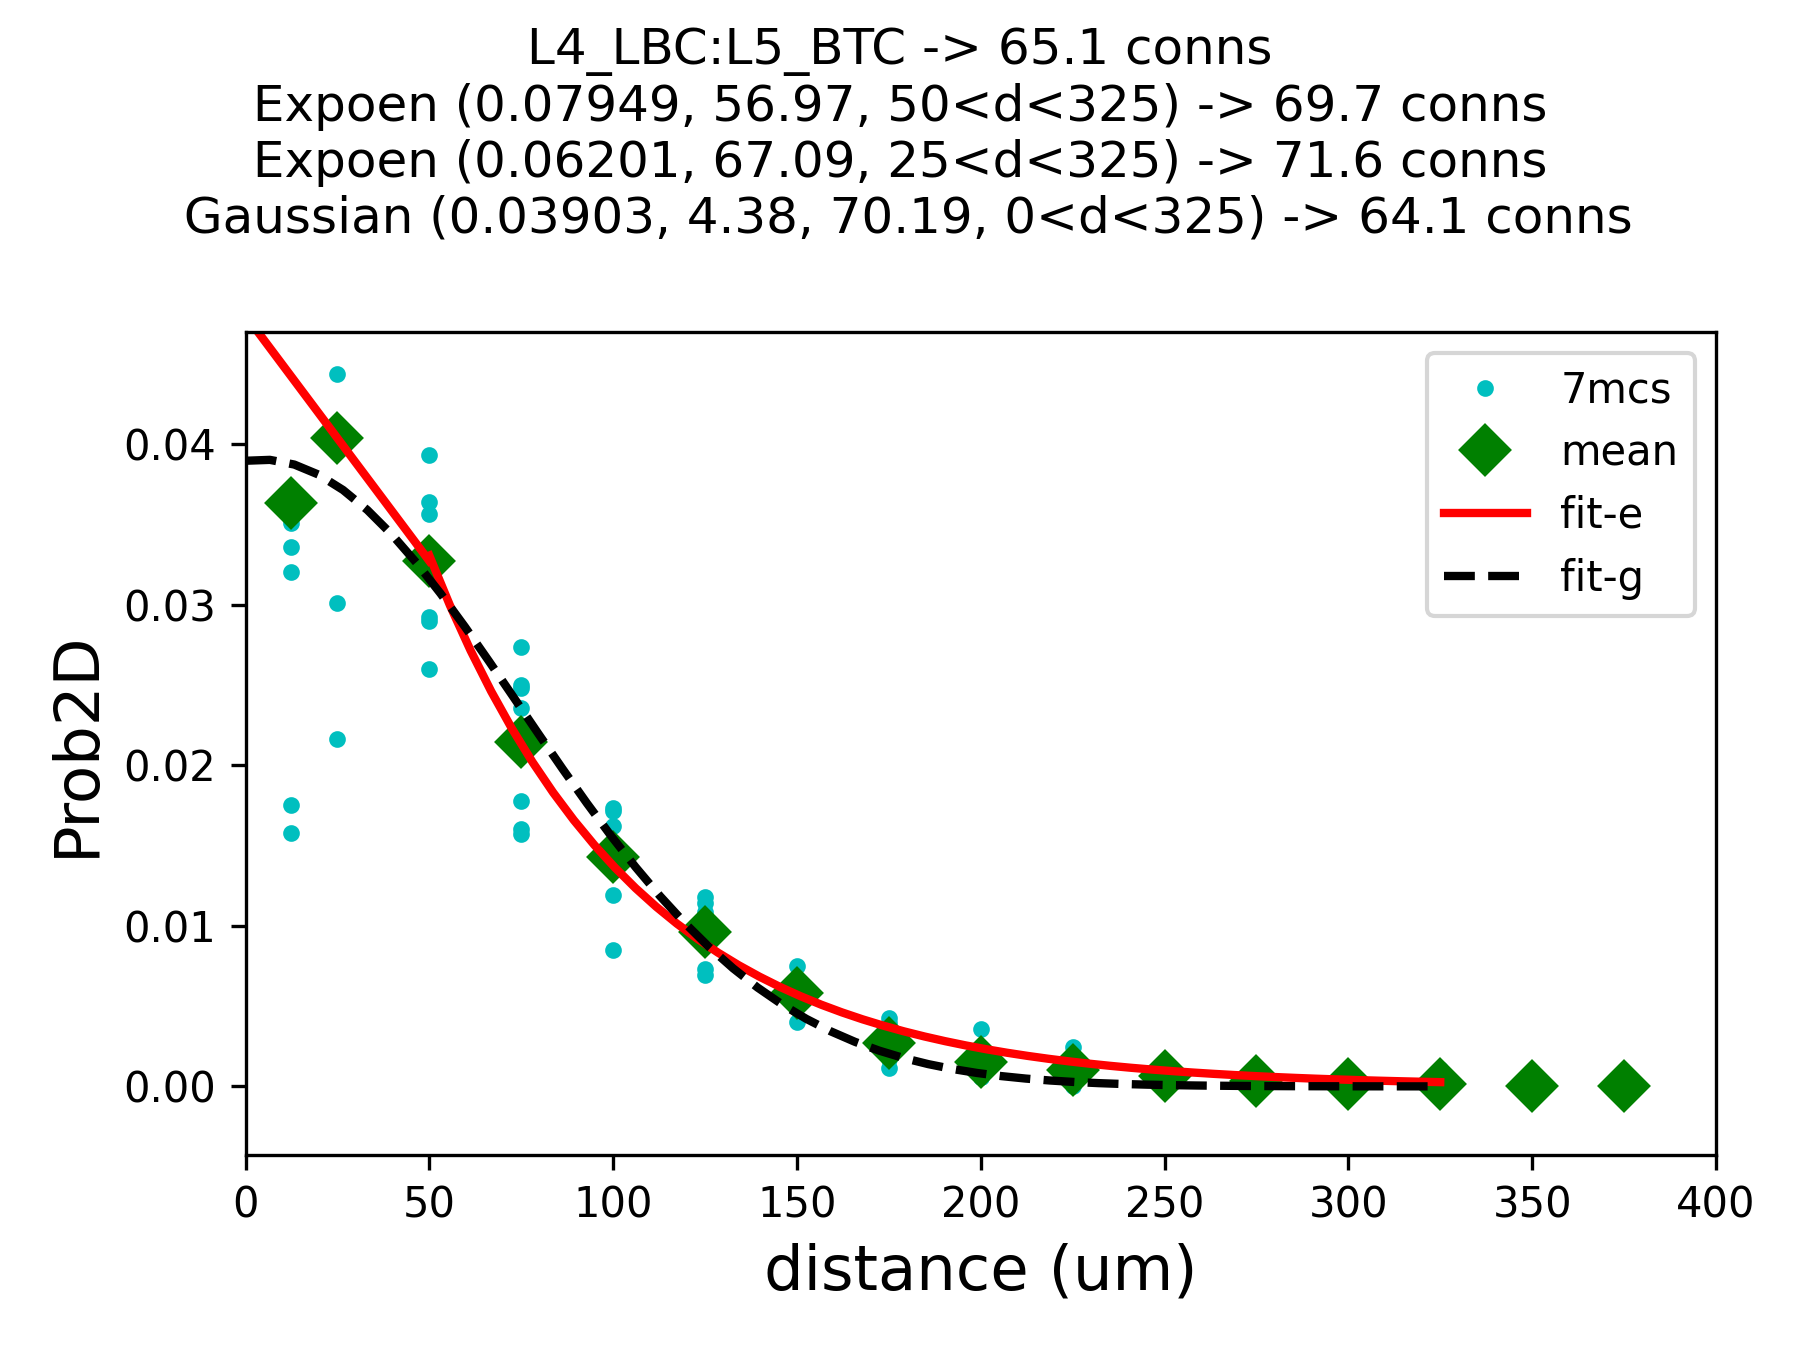 L4_LBC:L5_BTC -> 65.1 conns
Expoen (0.07949, 56.97, 50<d<325) -> 69.7 conns
Expoen (0.06201, 67.09, 25<d<325) -> 71.6 conns
Gaussian (0.03903, 4.38, 70.19, 0<d<325) -> 64.1 conns
7mcs
mean
fit-e
fit-g
Prob2D
0.04
0.03
0.02
0.01
0.00
0 50 100 150 200 250 300 350 400
distance (um)